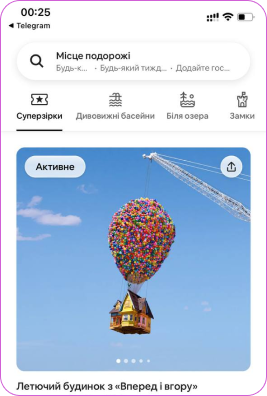 00:25
◀ Telegram
Місце подорожі
Будь-к... · Будь-який тижд... · Додайте гос...
Суперзірки
Дивовижні басейни
Біля озера
Замки
Активне
Летючий будинок з «Вперед і вгору»